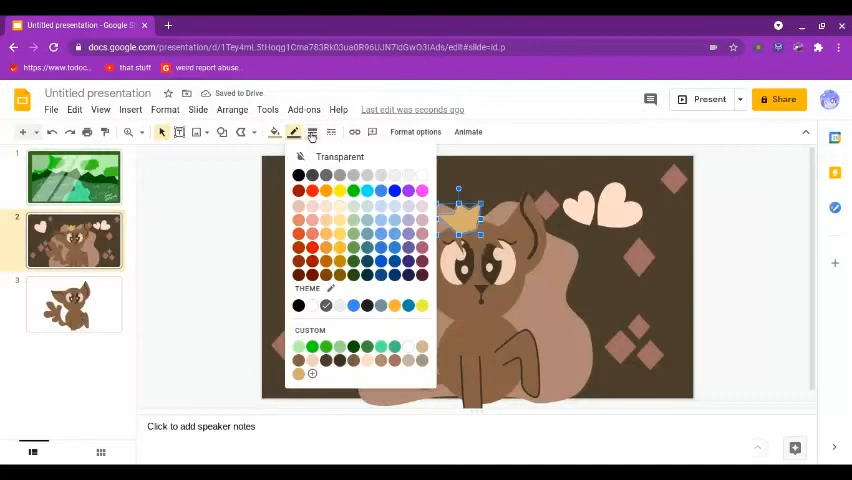 Untitled presentation - Google Sl
docs.google.com/presentation/d/1Tey4mL5tHoqg1Cma783Rk03ua0R96UJN7IdGwO3IAds/edit#slide=id.p
https://www.todoc...
that stuff
weird report abuse...
Untitled presentation
Saved to Drive
File Edit View Insert Format Slide Arrange Tools Add-ons Help Last edit was seconds ago
Present
Share
Format options
Animate
Transparent
1
2
3
THEME
CUSTOM
Click to add speaker notes